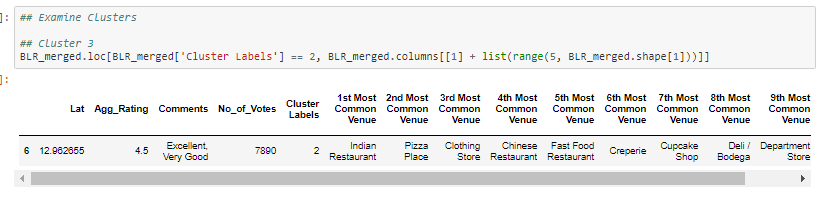 ]: ## Examine Clusters
## Cluster 3
BLR_merged.loc[BLR_merged['Cluster Labels'] == 2, BLR_merged.columns[[1] + list(range(5, BLR_merged.shape[1]))]]
]:
Lat Agg_Rating Comments No_of_Votes Cluster Labels 1st Most Common Venue 2nd Most Common Venue 3rd Most Common Venue 4th Most Common Venue 5th Most Common Venue 6th Most Common Venue 7th Most Common Venue 8th Most Common Venue 9th Most Common Venue
6 12.962655 4.5 Excellent, Very Good 7890 2 Indian Restaurant Pizza Place Clothing Store Chinese Restaurant Fast Food Restaurant Creperie Cupcake Shop Deli / Bodega Department Store